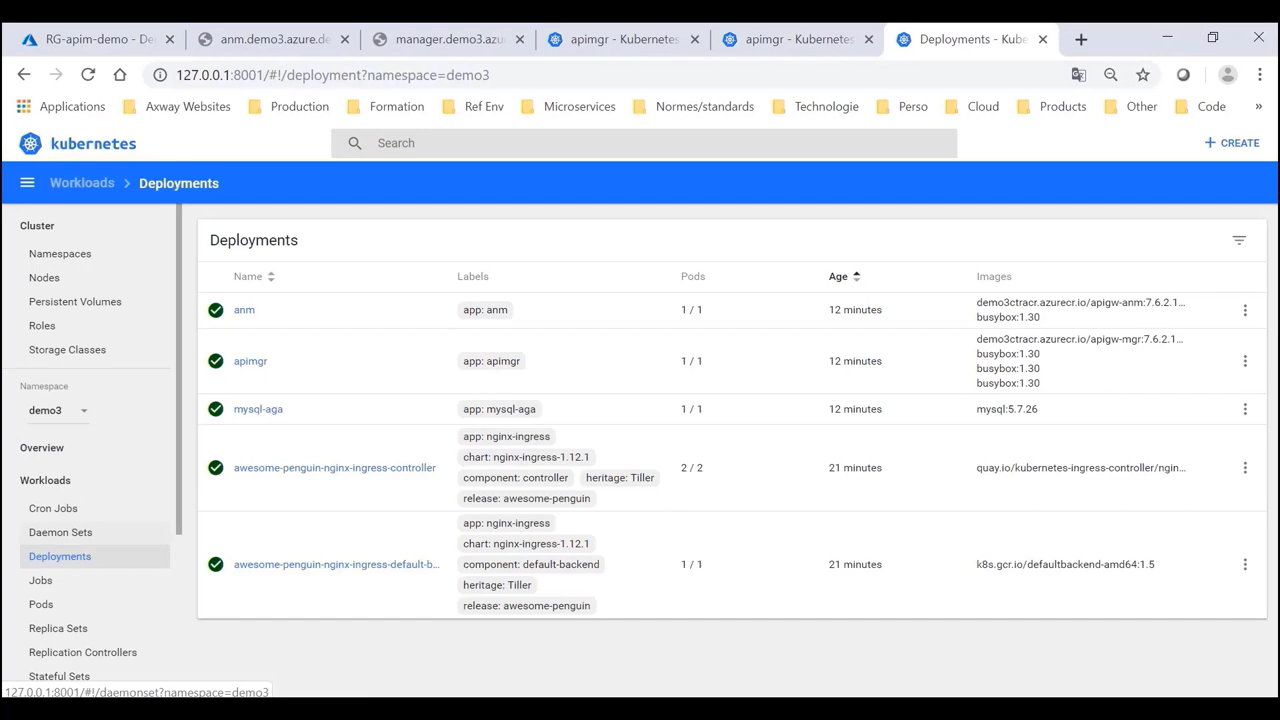 RG-apim-demo - De
anm.demo3.azure.de
manager.demo3.azu
apimgr - Kubernetes
apimgr - Kubernetes
Deployments - Kube
127.0.0.1:8001/#!/deployment?namespace=demo3
Applications
Axway Websites
Production
Formation
Ref Env
Microservices
Normes/standards
Technologie
Perso
Cloud
Products
Other
Code
»
kubernetes
Search
+ CREATE
Workloads > Deployments
Cluster
Namespaces
Nodes
Persistent Volumes
Roles
Storage Classes
Namespace
demo3
Overview
Workloads
Cron Jobs
Daemon Sets
Deployments
Jobs
Pods
Replica Sets
Replication Controllers
Stateful Sets
127.0.0.1:8001/#!/daemonset?namespace=demo3
Deployments
Name Labels Pods Age Images
anm
app: anm
1 / 1
12 minutes
demo3ctracr.azurecr.io/apigw-anm:7.6.2.1...
busybox:1.30
apimgr
app: apimgr
1 / 1
12 minutes
demo3ctracr.azurecr.io/apigw-mgr:7.6.2.1...
busybox:1.30
busybox:1.30
busybox:1.30
mysql-aga
app: mysql-aga
1 / 1
12 minutes
mysql:5.7.26
awesome-penguin-nginx-ingress-controller
app: nginx-ingress
chart: nginx-ingress-1.12.1
component: controller heritage: Tiller
release: awesome-penguin
2 / 2
21 minutes
quay.io/kubernetes-ingress-controller/ngin...
awesome-penguin-nginx-ingress-default-b...
app: nginx-ingress
chart: nginx-ingress-1.12.1
component: default-backend
heritage: Tiller
release: awesome-penguin
1 / 1
21 minutes
k8s.gcr.io/defaultbackend-amd64:1.5